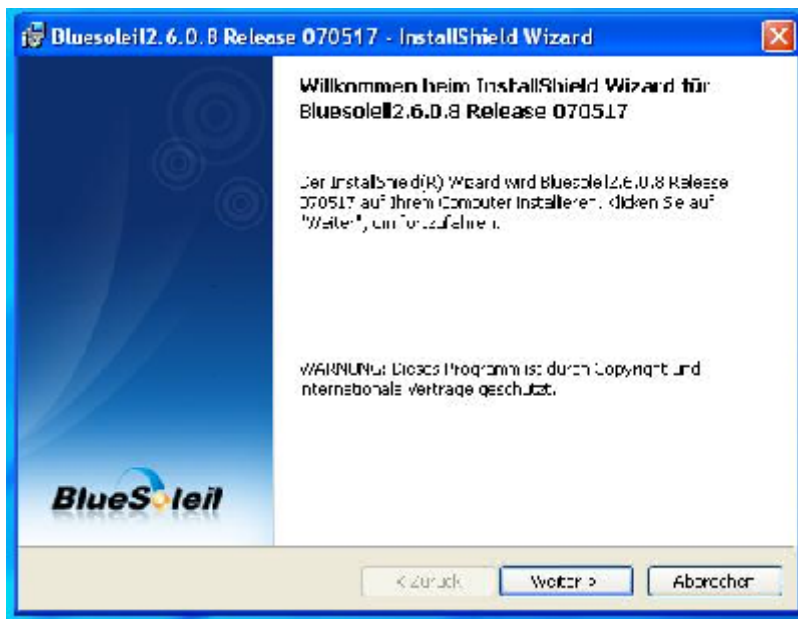 Bluesoleil2.6.0.8 Release 070517 - InstallShield Wizard
Willkommen beim InstallShield Wizard für
Bluesoleil2.6.0.8 Release 070517
Der InstallShield(R) Wizard wird Bluesoleil2.6.0.8 Release
070517 auf Ihrem Computer installieren. Klicken Sie auf
"Weiter", um fortzufahren.
WARNUNG: Dieses Programm ist durch Copyright und
internationale Verträge geschützt.
BlueSoleil
< Zurück
Weiter >
Abbrechen